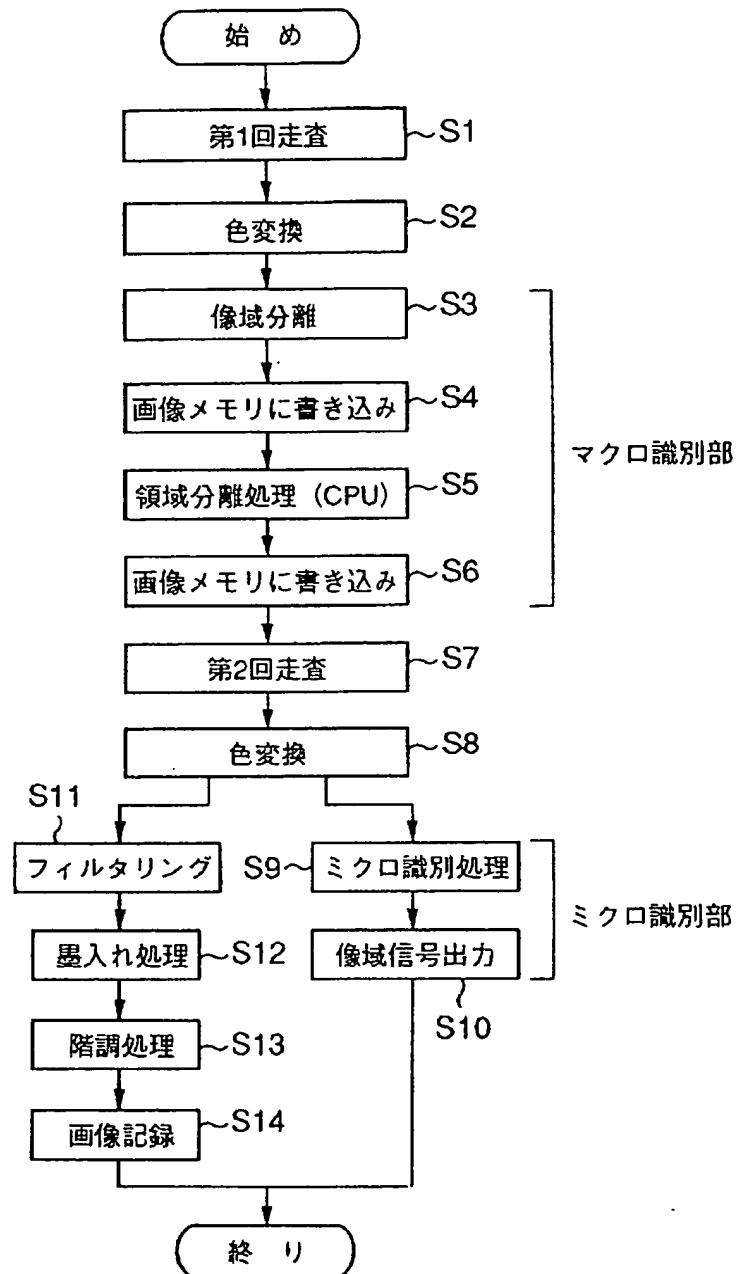 始 め
第1回走査 S1
色変換 S2
像域分離 S3
画像メモリに書き込み S4
マクロ識別部
領域分離処理 (CPU) S5
画像メモリに書き込み S6
第2回走査 S7
色変換 S8
S11
フィルタリング
S9 ミクロ識別処理
ミクロ識別部
墨入れ処理 S12
像域信号出力
S10
階調処理 S13
画像記録 S14
終 り